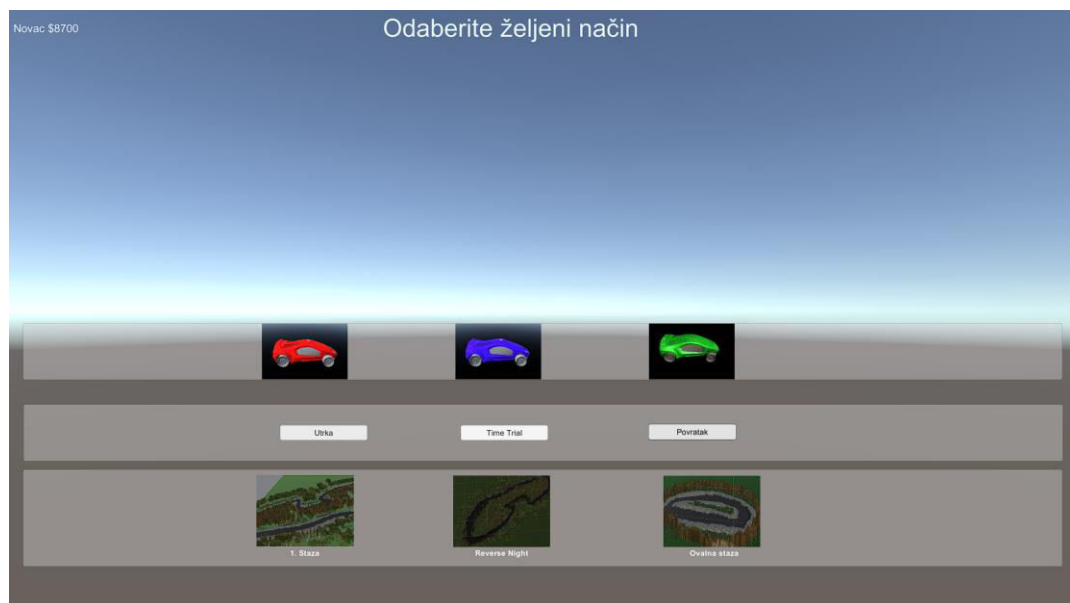 Novac $8700
Odaberite željeni način
Utrka
Time Trial
Povratak
1. Staza
Reverse Night
Ovalna staza